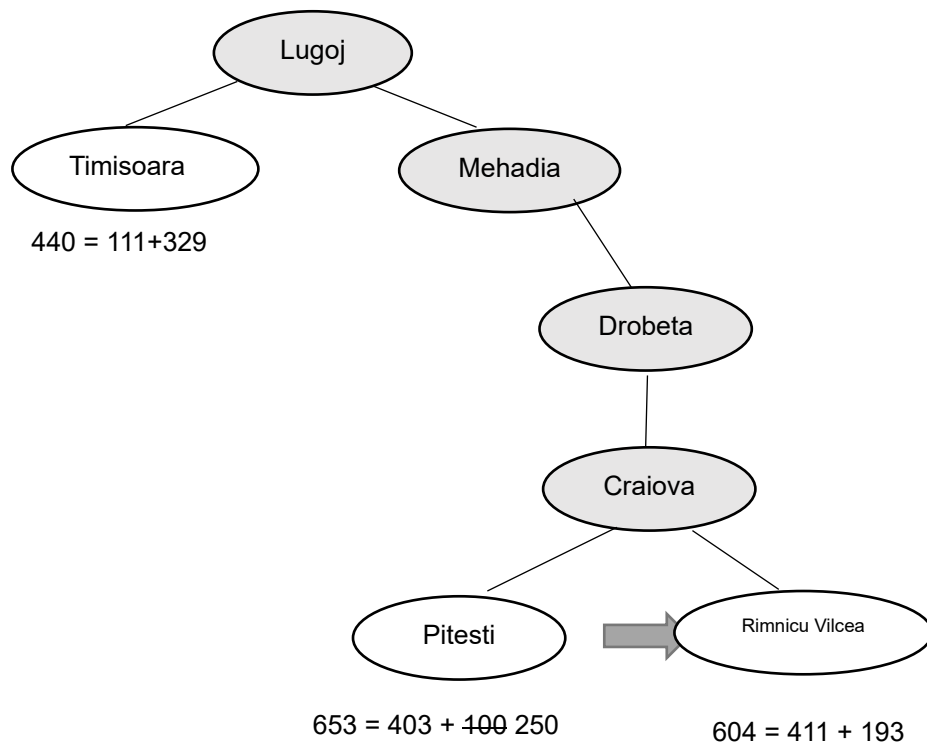 Lugoj
Timisoara
Mehadia
440 = 111+329
Drobeta
Craiova
Pitesti
Rimnicu Vilcea
653 = 403 + 100 250
604 = 411 + 193